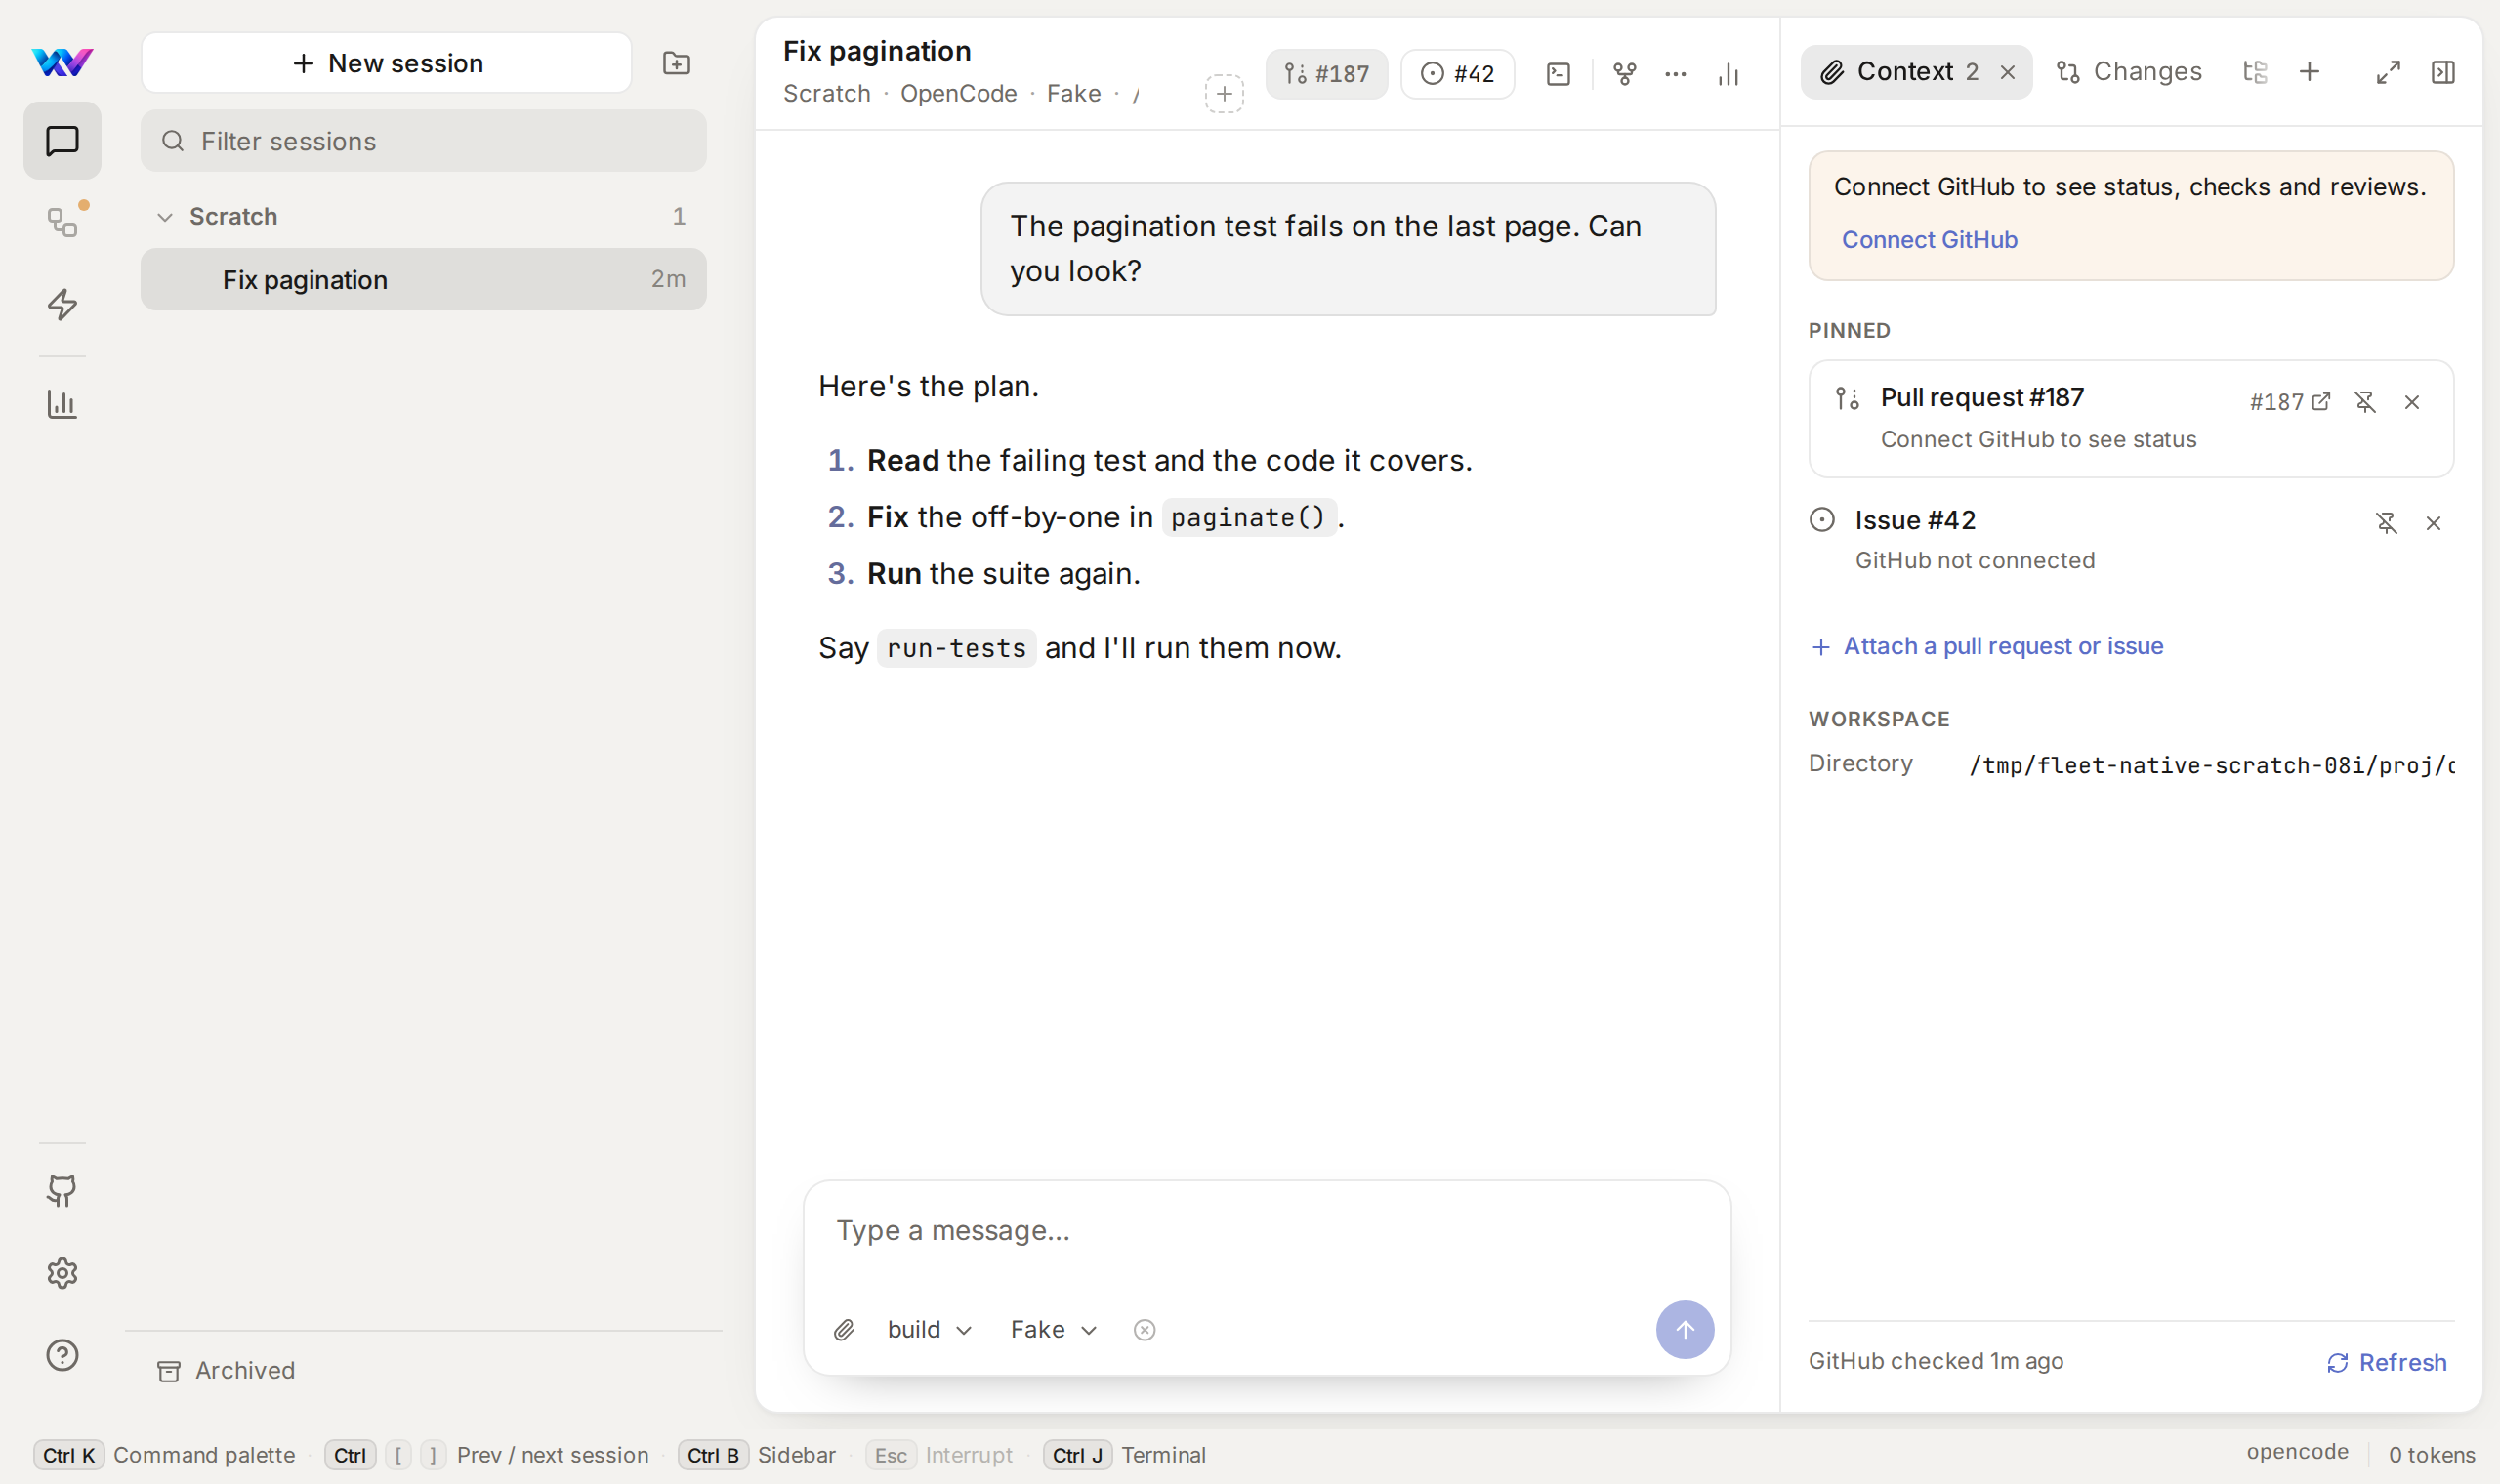 New session
Filter sessions
Scratch 1
Fix pagination 2m
Archived
Fix pagination
Scratch · OpenCode · Fake · /
#187
#42
The pagination test fails on the last page. Can
you look?
Here's the plan.
1. Read the failing test and the code it covers.
2. Fix the off-by-one in paginate().
3. Run the suite again.
Say run-tests and I'll run them now.
Type a message...
build
Fake
Context 2
Changes
Connect GitHub to see status, checks and reviews.
Connect GitHub
PINNED
Pull request #187 #187
Connect GitHub to see status
Issue #42
GitHub not connected
Attach a pull request or issue
WORKSPACE
Directory /tmp/fleet-native-scratch-08i/proj/
GitHub checked 1m ago Refresh
Ctrl K Command palette · Ctrl [ ] Prev / next session · Ctrl B Sidebar · Esc Interrupt · Ctrl J Terminal
opencode 0 tokens